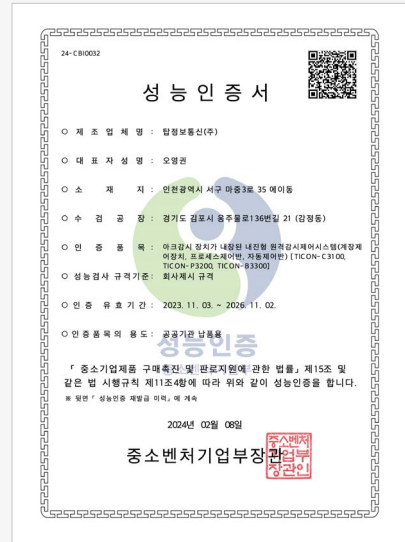 24-CBI0032
성능인증서
○ 제 조 업 체 명 : 탑정보통신(주)
○ 대 표 자 성 명 : 오영권
○ 소 재 지 : 인천광역시 서구 마중3로 35 에이동
○ 수 검 공 장 : 경기도 김포시 옹주물로136번길 21 (감정동)
○ 인 증 품 목 : 아크감시 장치가 내장된 내진형 원격감시제어시스템(계장제
어장치, 프로세스제어반, 자동제어반) [TICON-C3100,
TICON-P3200, TICON-B3300]
○ 성능검사 규격기준: 회사제시 규격
○ 인증 유효기간: 2023. 11. 03. ~ 2026. 11. 02.
○ 인증품목의 용도: 공공기관 납품용
성능인증
「 중소기업제품 구매촉진 및 판로지원에 관한 법률」 제15조 및
같은 법 시행규칙 제11조4항에 따라 위와 같이 성능인증을 합니다.
※ 뒷면「 성능인증 재발급 이력」에 계속
2024년 02월 08일
중소벤처기업부장관
중소벤처
기업부
장관인